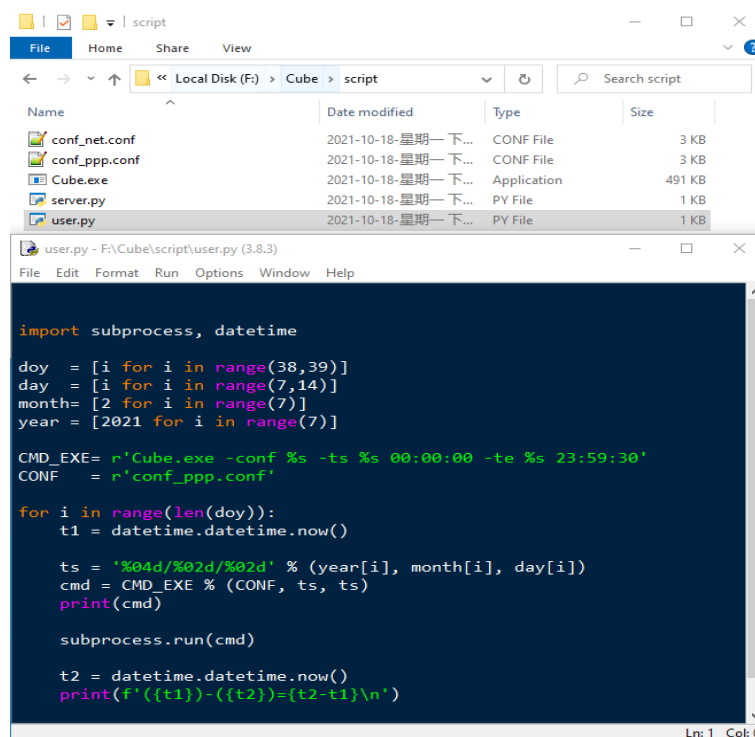 script
File Home Share View
« Local Disk (F:) > Cube > script Search script
Name Date modified Type Size
conf_net.conf 2021-10-18-星期一 下... CONF File 3 KB
conf_ppp.conf 2021-10-18-星期一 下... CONF File 3 KB
Cube.exe 2021-10-18-星期一 下... Application 491 KB
server.py 2021-10-18-星期一 下... PY File 1 KB
user.py 2021-10-18-星期一 下... PY File 1 KB
user.py - F:\Cube\script\user.py (3.8.3)
File Edit Format Run Options Window Help
import subprocess, datetime
doy  = [i for i in range(38,39)]
day  = [i for i in range(7,14)]
month= [2 for i in range(7)]
year = [2021 for i in range(7)]
CMD_EXE= r'Cube.exe -conf %s -ts %s 00:00:00 -te %s 23:59:30'
CONF   = r'conf_ppp.conf'
for i in range(len(doy)):
    t1 = datetime.datetime.now()
    ts = '%04d/%02d/%02d' % (year[i], month[i], day[i])
    cmd = CMD_EXE % (CONF, ts, ts)
    print(cmd)
    subprocess.run(cmd)
    t2 = datetime.datetime.now()
    print(f'({t1})-({t2})={t2-t1}\n')
Ln: 1 Col: